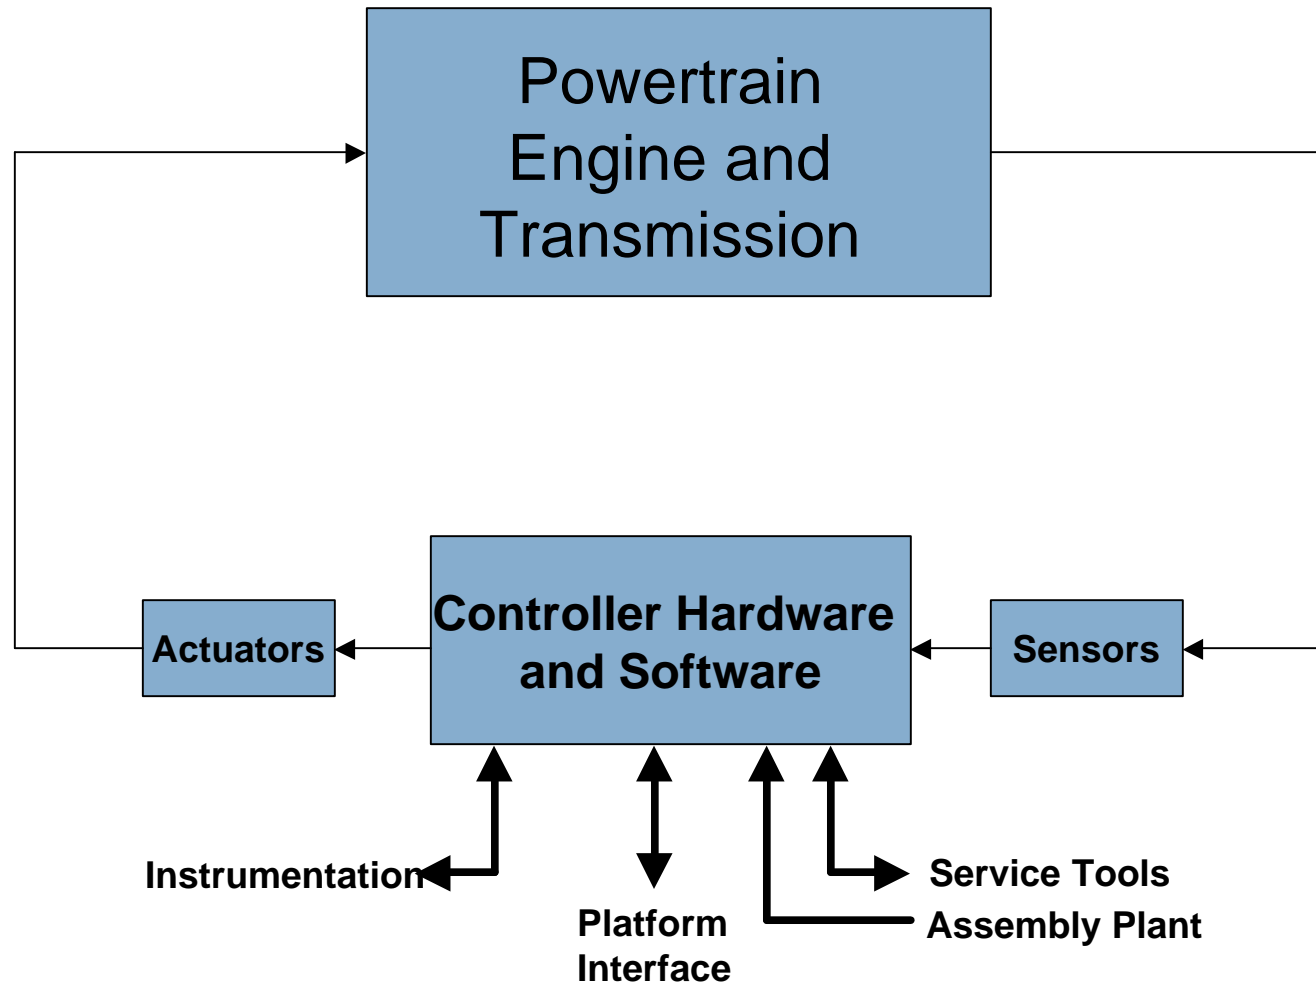 Powertrain
Engine and
Transmission
Controller Hardware
and Software
Actuators
Sensors
Instrumentation
Service Tools
Assembly Plant
Platform
Interface